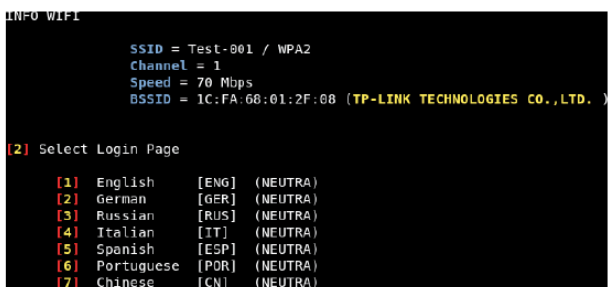 INFO WIFI
SSID = Test-001 / WPA2
Channel = 1
Speed = 70 Mbps
BSSID = 1C:FA:68:01:2F:08 (TP-LINK TECHNOLOGIES CO.,LTD. )
[2] Select Login Page
[1] English [ENG] (NEUTRA)
[2] German [GER] (NEUTRA)
[3] Russian [RUS] (NEUTRA)
[4] Italian [IT] (NEUTRA)
[5] Spanish [ESP] (NEUTRA)
[6] Portuguese [POR] (NEUTRA)
[7] Chinese [CN] (NEUTRA)